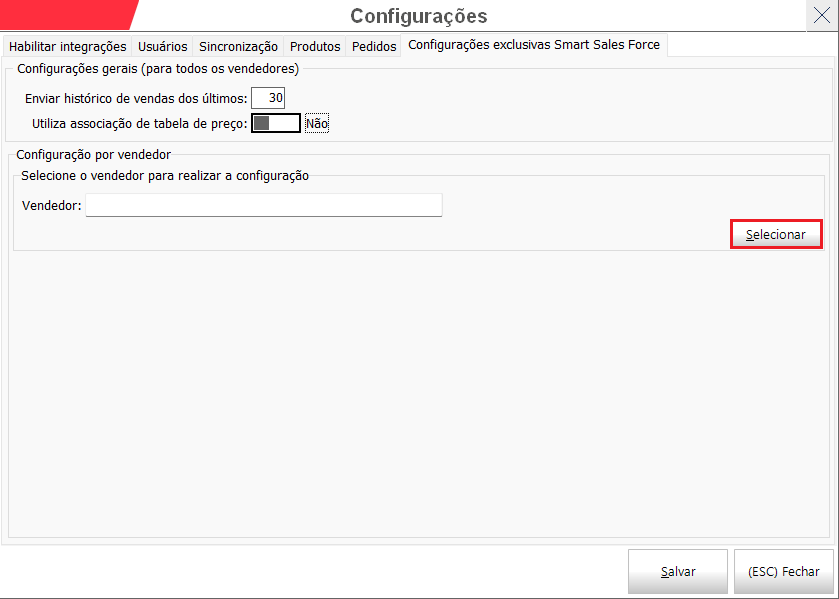 Configurações
Habilitar integrações Usuários Sincronização Produtos Pedidos Configurações exclusivas Smart Sales Force
Configurações gerais (para todos os vendedores)
Enviar histórico de vendas dos últimos: 30
Utiliza associação de tabela de preço: Não
Configuração por vendedor
Selecione o vendedor para realizar a configuração
Vendedor:
Selecionar
Salvar (ESC) Fechar